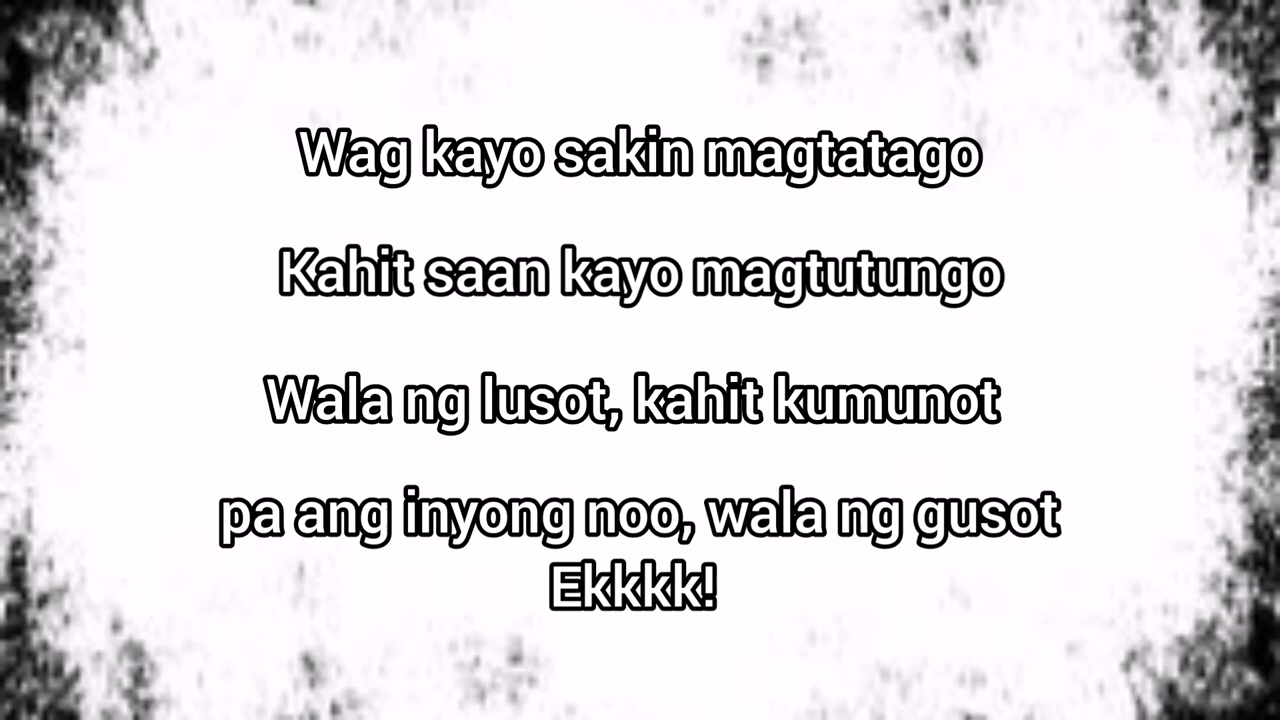 Wag kayo sakin magtatago
Kahit saan kayo magtutungo
Wala ng lusot, kahit kumunot
pa ang inyong noo, wala ng gusot
Ekkkk!